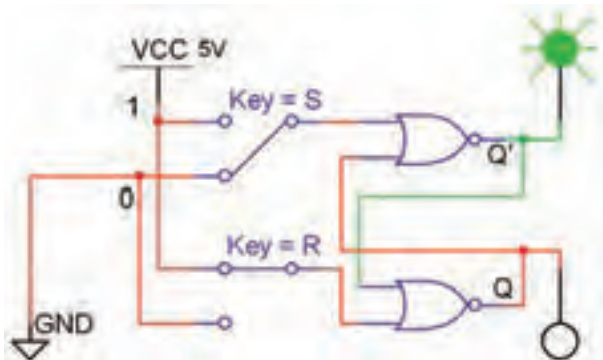 VCC 5V
1
Key = S
Q'
0
Key = R
Q
GND